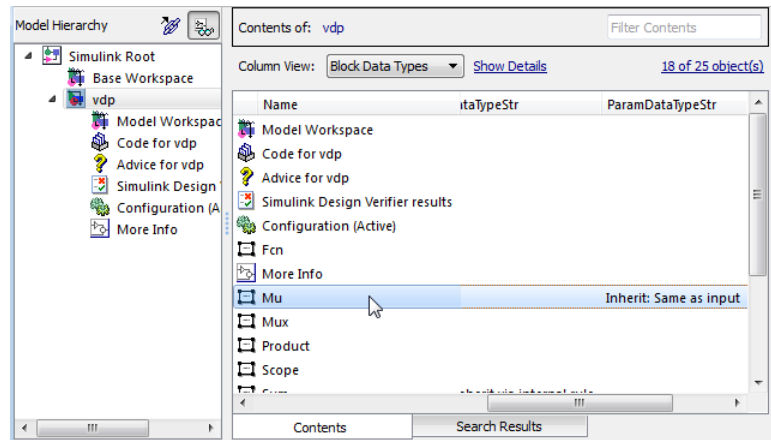 Model Hierarchy
Simulink Root
Base Workspace
vdp
Model Workspac
Code for vdp
Advice for vdp
Simulink Design
Configuration (A
More Info
Contents of: vdp
Filter Contents
Column View: Block Data Types Show Details 18 of 25 object(s)
Name itaTypeStr ParamDataTypeStr
Model Workspace
Code for vdp
Advice for vdp
Simulink Design Verifier results
Configuration (Active)
Fcn
More Info
Mu Inherit: Same as input
Mux
Product
Scope
Contents Search Results